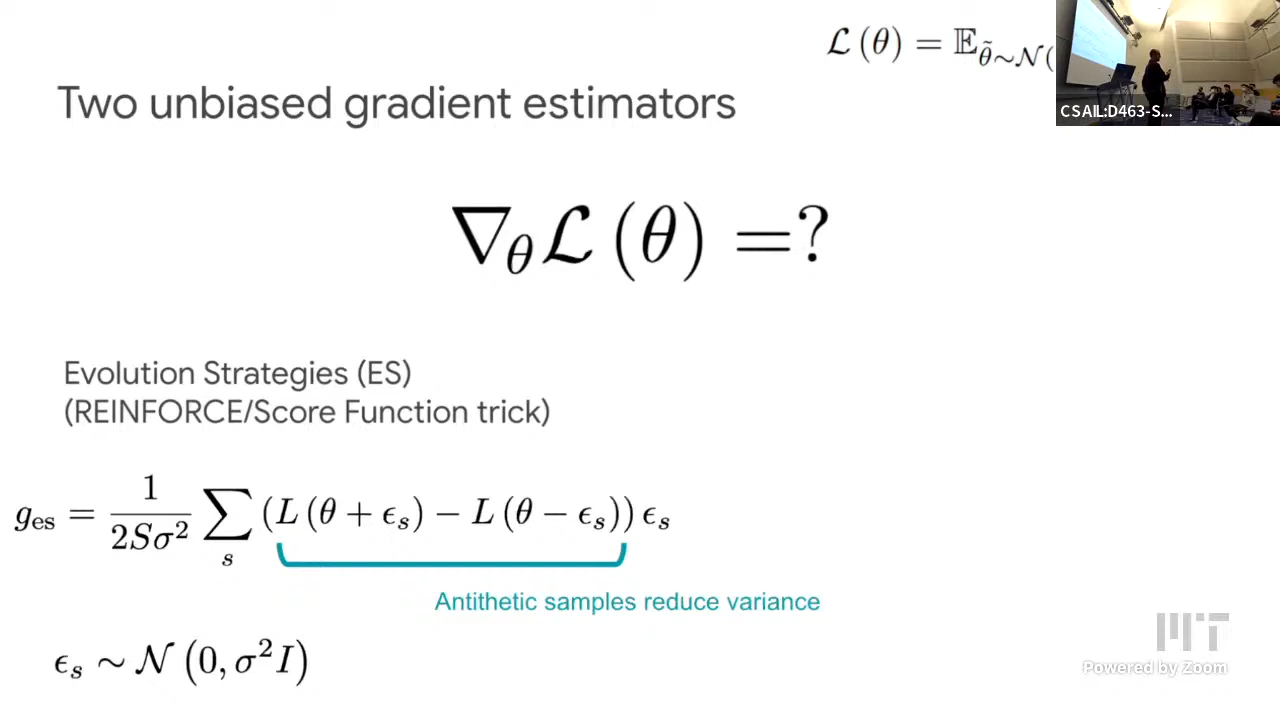 ℒ(θ) = 𝔼_{θ̃∼𝒩(
CSAIL:D463-S...
Two unbiased gradient estimators
∇_θ ℒ(θ) =?
Evolution Strategies (ES)
(REINFORCE/Score Function trick)
g_es = 1/(2Sσ²) ∑_s (L(θ + ϵ_s) − L(θ − ϵ_s)) ϵ_s
Antithetic samples reduce variance
ϵ_s ∼ 𝒩(0, σ²I)
MIT
Powered by Zoom